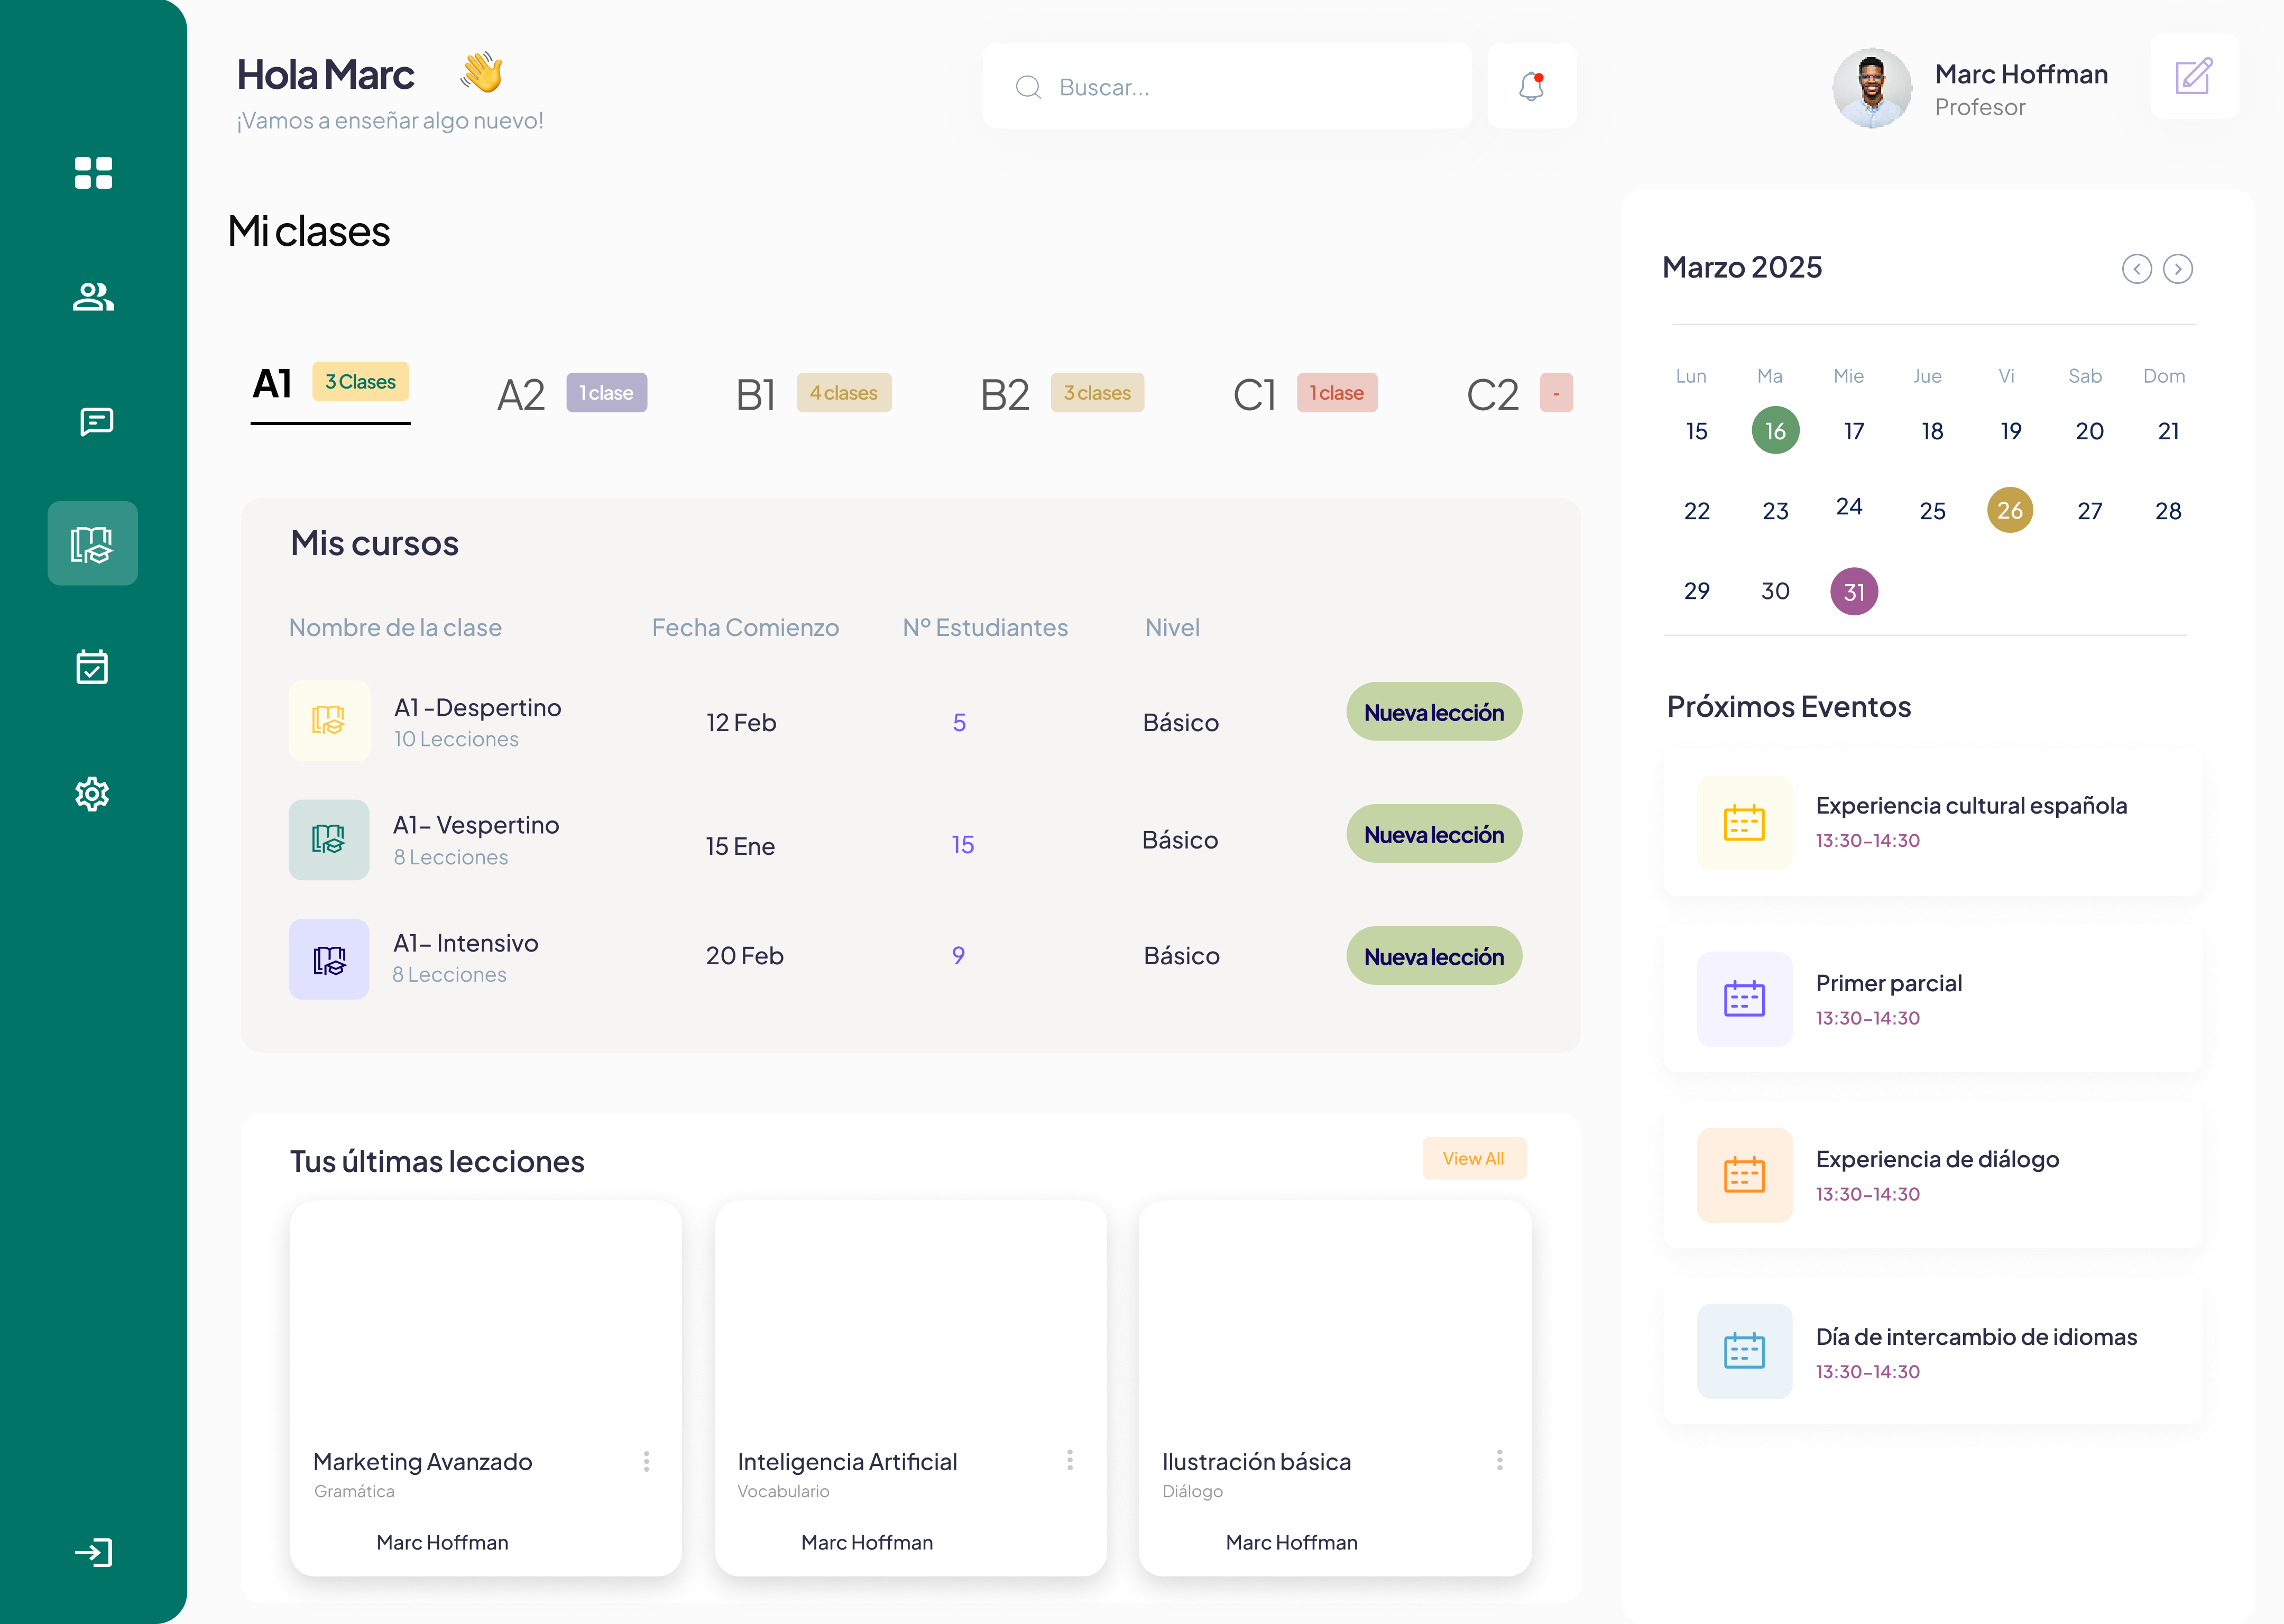 Hola Marc
¡Vamos a enseñar algo nuevo!
Buscar...
Marc Hoffman
Profesor
Mi clases
A1 3 Clases
A2 1 clase
B1 4 clases
B2 3 clases
C1 1 clase
C2 -
Mis cursos
Nombre de la clase Fecha Comienzo Nº Estudiantes Nivel
A1 -Despertino
10 Lecciones
12 Feb 5 Básico Nueva lección
A1- Vespertino
8 Lecciones
15 Ene 15 Básico Nueva lección
A1- Intensivo
8 Lecciones
20 Feb 9 Básico Nueva lección
Tus últimas lecciones
View All
Marketing Avanzado
Gramática
Marc Hoffman
Inteligencia Artificial
Vocabulario
Marc Hoffman
Ilustración básica
Diálogo
Marc Hoffman
Marzo 2025
Lun Ma Mie Jue Vi Sab Dom
15 16 17 18 19 20 21
22 23 24 25 26 27 28
29 30 31
Próximos Eventos
Experiencia cultural española
13:30-14:30
Primer parcial
13:30-14:30
Experiencia de diálogo
13:30-14:30
Día de intercambio de idiomas
13:30-14:30